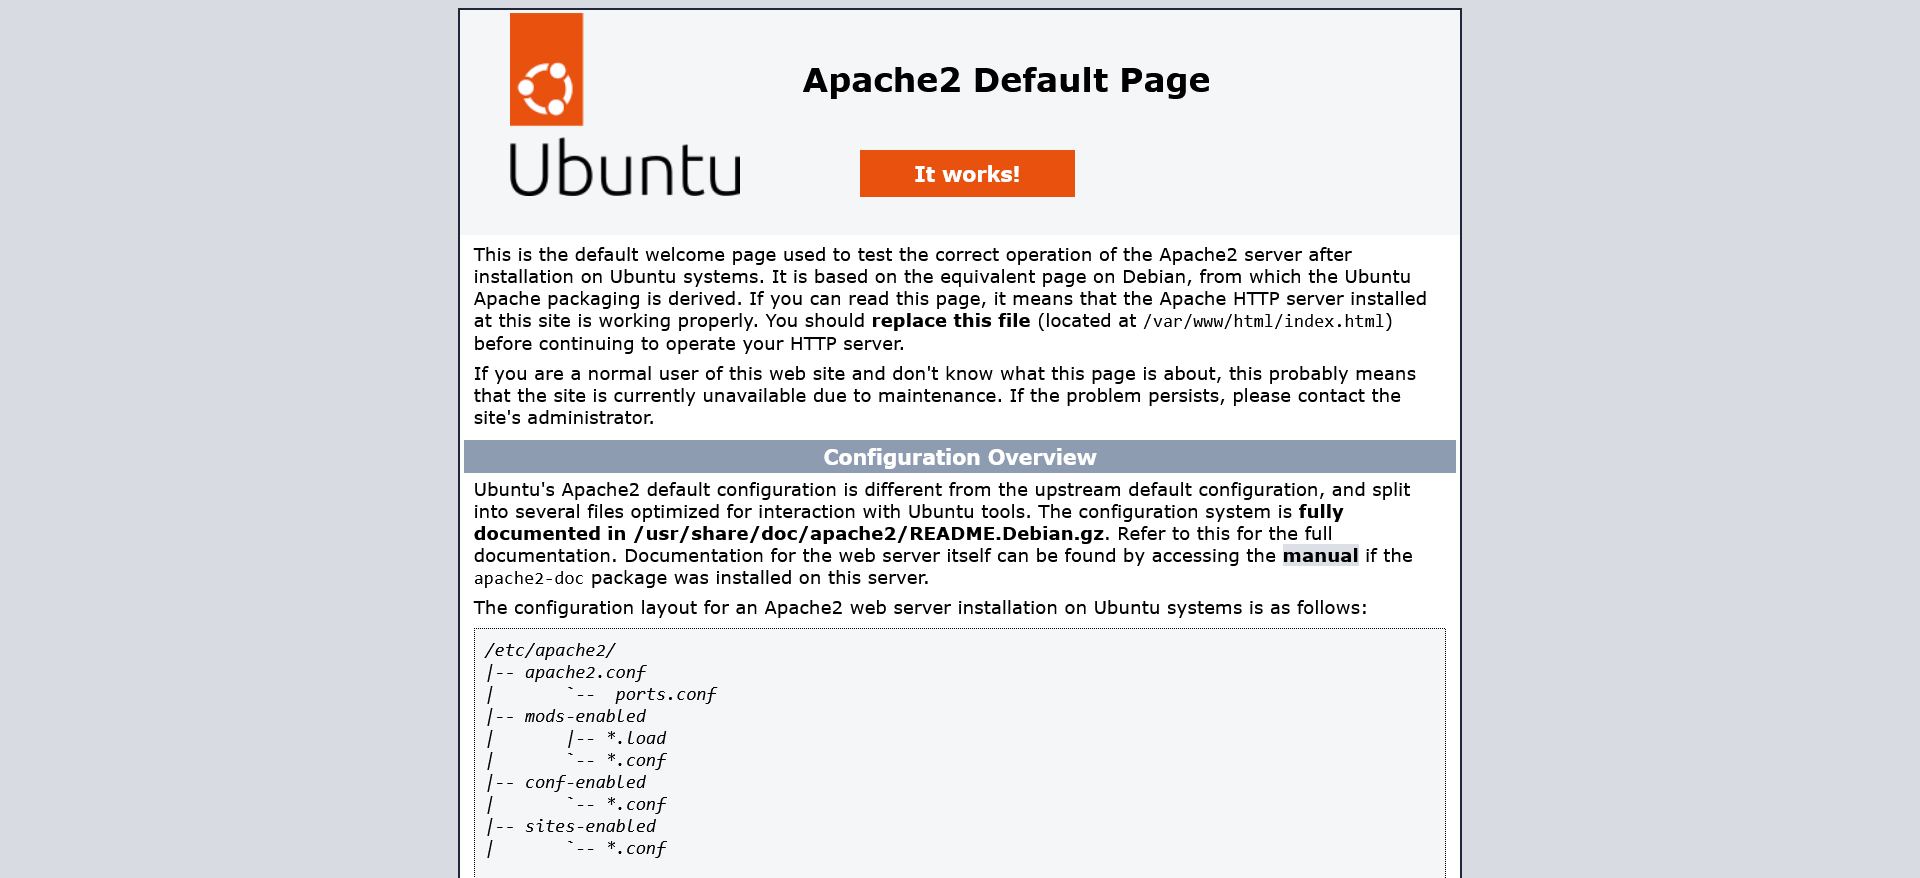 Apache2 Default Page
Ubuntu
It works!
This is the default welcome page used to test the correct operation of the Apache2 server after
installation on Ubuntu systems. It is based on the equivalent page on Debian, from which the Ubuntu
Apache packaging is derived. If you can read this page, it means that the Apache HTTP server installed
at this site is working properly. You should replace this file (located at /var/www/html/index.html)
before continuing to operate your HTTP server.
If you are a normal user of this web site and don't know what this page is about, this probably means
that the site is currently unavailable due to maintenance. If the problem persists, please contact the
site's administrator.
Configuration Overview
Ubuntu's Apache2 default configuration is different from the upstream default configuration, and split
into several files optimized for interaction with Ubuntu tools. The configuration system is fully
documented in /usr/share/doc/apache2/README.Debian.gz. Refer to this for the full
documentation. Documentation for the web server itself can be found by accessing the manual if the
apache2-doc package was installed on this server.
The configuration layout for an Apache2 web server installation on Ubuntu systems is as follows:
/etc/apache2/
|-- apache2.conf
|       `--  ports.conf
|-- mods-enabled
|       |-- *.load
|       `-- *.conf
|-- conf-enabled
|       `-- *.conf
|-- sites-enabled
|       `-- *.conf